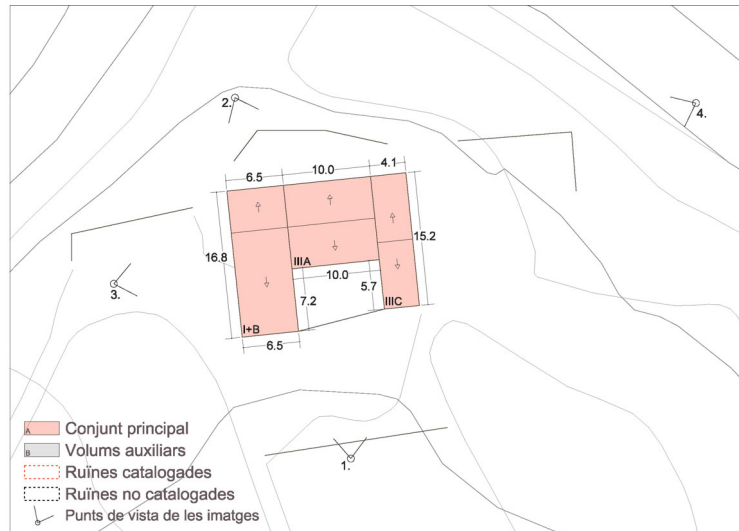 2.
4.
6.5
10.0
4.1
16.8
15.2
IIIA
10.0
3.
7.2
5.7
IIIC
I+B
6.5
A Conjunt principal
B Volums auxiliars
Ruïnes catalogades
Ruïnes no catalogades
Punts de vista de les imatges
1.